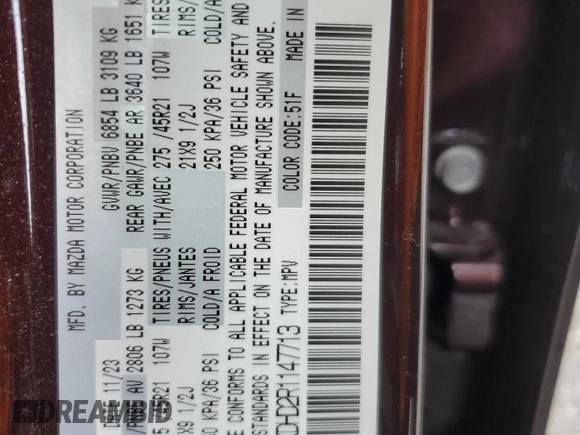 MFD. BY MAZDA MOTOR CORPORATION
11/23 GVWR/PNBV 6854 LB 3109 KG
AV 2806 LB 1273 KG REAR GAWR/PNBE AR 3640 LB 1651
R21 107W TIRES/PNEUS WITH/AVEC 275 /45R21 107W TIRES
X9 1/2J RIMS/JANTES 21X9 1/2J RIMS/
KPA/36 PSI COLD/A FROID 250 KPA/36 PSI COLD/A
CONFORMS TO ALL APPLICABLE FEDERAL MOTOR VEHICLE SAFETY AND
STANDARDS IN EFFECT ON THE DATE OF MANUFACTURE SHOWN ABOVE.
HD2R1147713 TYPE:MPV COLOR CODE:51F MADE IN
DREAMBID